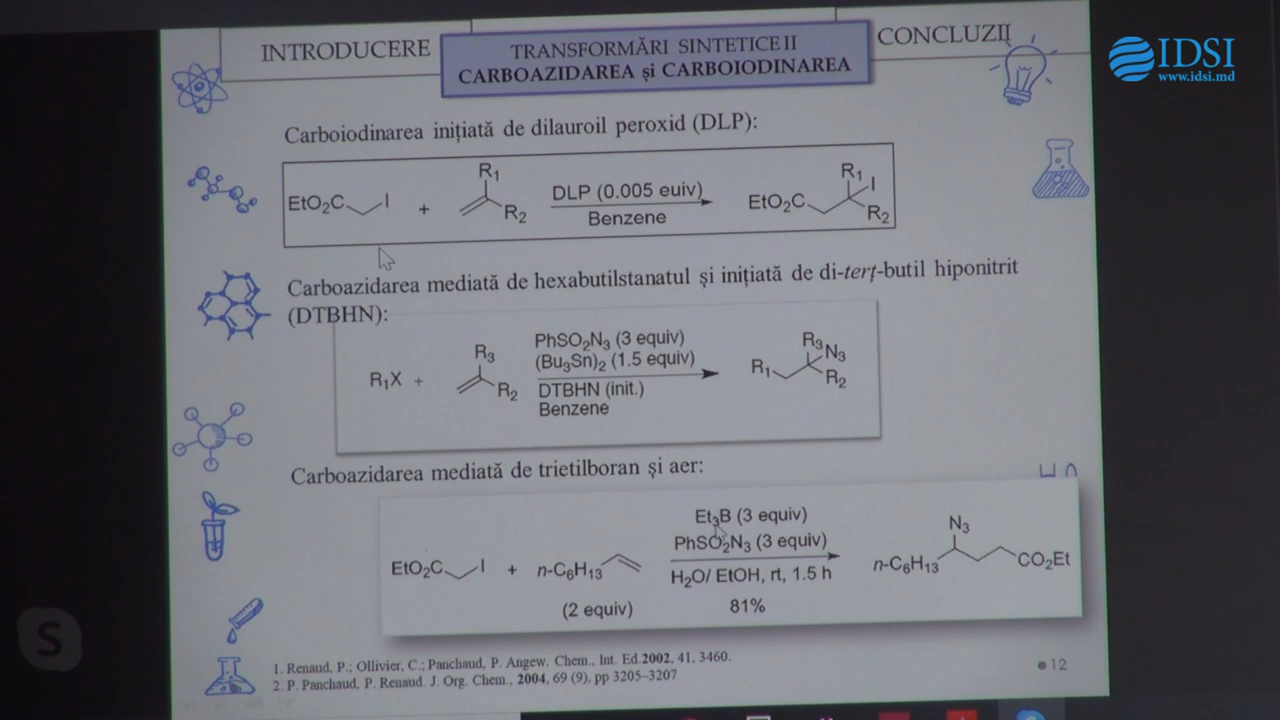 INTRODUCERE
TRANSFORMĂRI SINTETICE II
CARBOAZIDAREA și CARBOIODINAREA
CONCLUZII
IDSI
www.idsi.md
Carboiodinarea inițiată de dilauroil peroxid (DLP):
EtO2C I + R1 R2 DLP (0.005 euiv) Benzene EtO2C R1 I R2
Carboazidarea mediată de hexabutilstanatul și inițiată de di-terț-butil hiponitrit
(DTBHN):
R1X + R3 R2
PhSO2N3 (3 equiv)
(Bu3Sn)2 (1.5 equiv)
DTBHN (init.)
Benzene
R1 R3 N3 R2
Carboazidarea mediată de trietilboran și aer:
EtO2C I + n-C6H13
(2 equiv)
Et3B (3 equiv)
PhSO2N3 (3 equiv)
H2O/ EtOH, rt, 1.5 h
81%
N3
n-C6H13 CO2Et
1. Renaud, P.; Ollivier, C.; Panchaud, P. Angew. Chem., Int. Ed.2002, 41, 3460.
2. P. Panchaud, P. Renaud. J. Org. Chem., 2004, 69 (9), pp 3205–3207
12
S